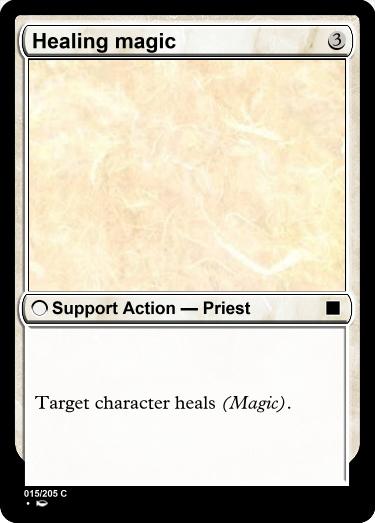 Healing magic 3
Support Action — Priest
Target character heals (Magic).
015/205 C